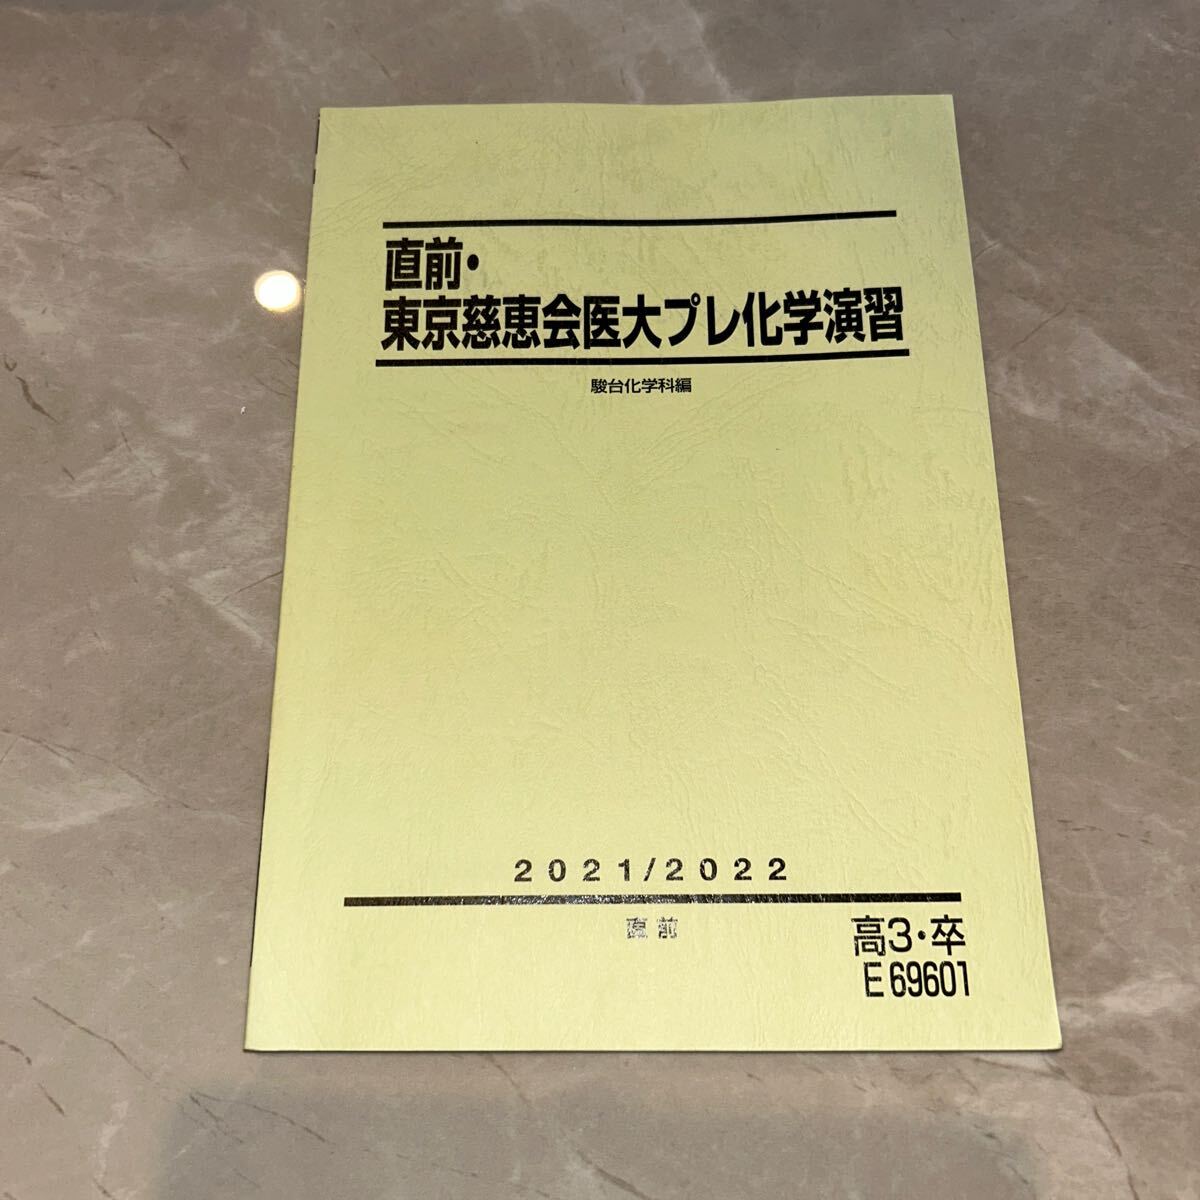 直前・
東京慈恵会医大プレ化学演習
駿台化学科編
2021/2022
直前
高3・卒
E69601